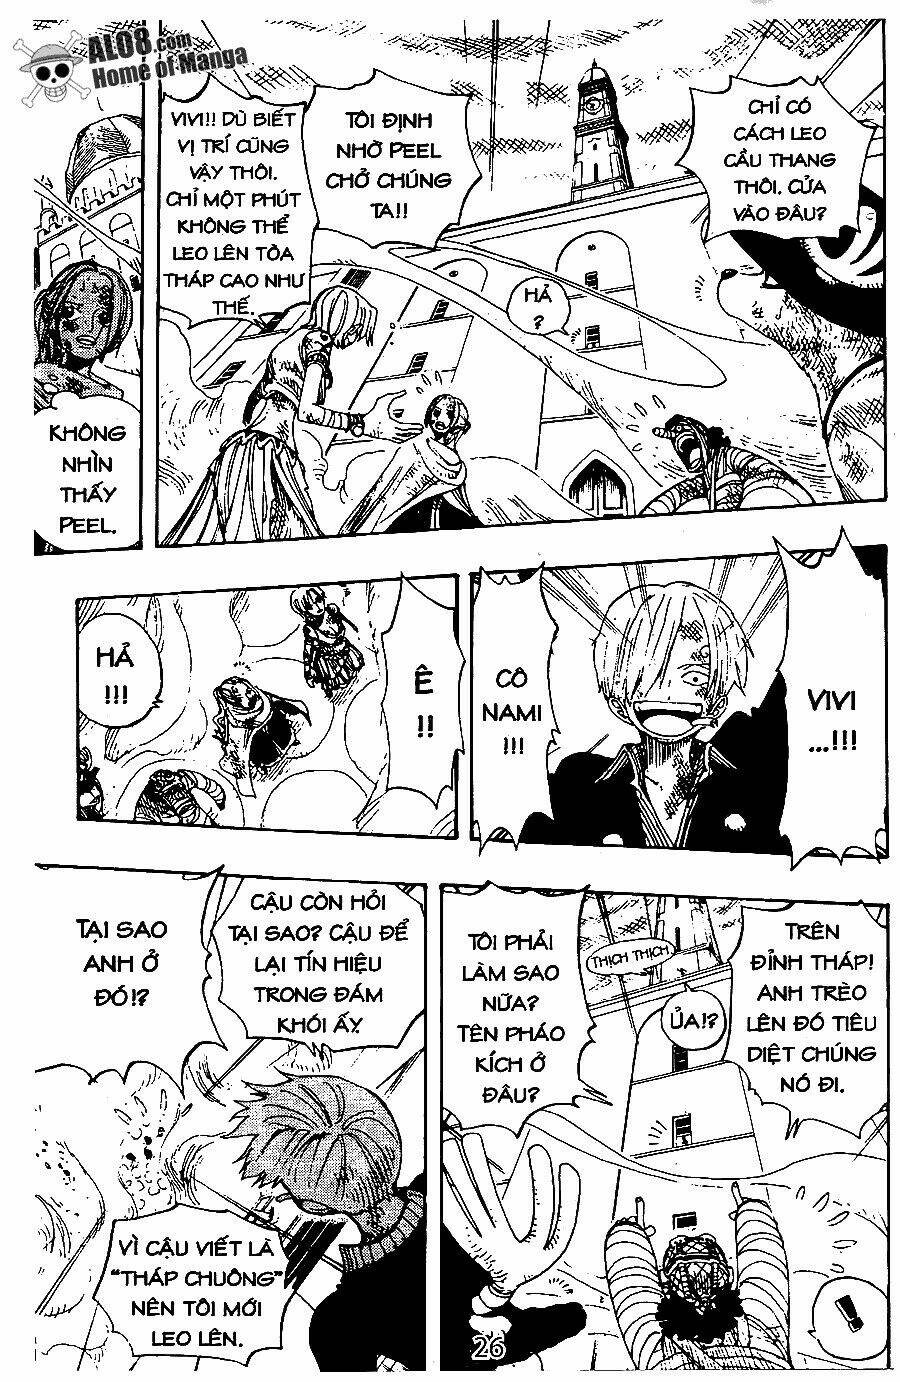 AL08.com
Home of Manga
CHỈ CÓ
CÁCH LEO
CẦU THANG
THÔI. CỬA
VÀO ĐÂU?
TÔI ĐỊNH
NHỜ PEEL
CHỞ CHÚNG
TA!!
VIVI!! DÙ BIẾT
VỊ TRÍ CŨNG
VẬY THÔI.
CHỈ MỘT PHÚT
KHÔNG THỂ
LEO LÊN TÒA
THÁP CAO NHƯ
THẾ.
HẢ
?
KHÔNG
NHÌN
THẤY
PEEL.
VIVI
...!!!
CÔ
NAMI
!!!
Ê
!!
HẢ
!!!
TRÊN
ĐỈNH THÁP!
ANH TRÈO
LÊN ĐÓ TIÊU
DIỆT CHÚNG
NÓ ĐI.
THỊCH THỊCH
ỦA!?
TÔI PHẢI
LÀM SAO
NỮA?
TÊN PHÁO
KÍCH Ở
ĐÂU?
!
CẬU CÒN HỎI
TẠI SAO? CẬU ĐỂ
LẠI TÍN HIỆU
TRONG ĐÁM
KHÓI ẤY.
TẠI SAO
ANH Ở
ĐÓ!?
VÌ CẬU VIẾT LÀ
“THÁP CHUÔNG”
NÊN TÔI MỚI
LEO LÊN.
26